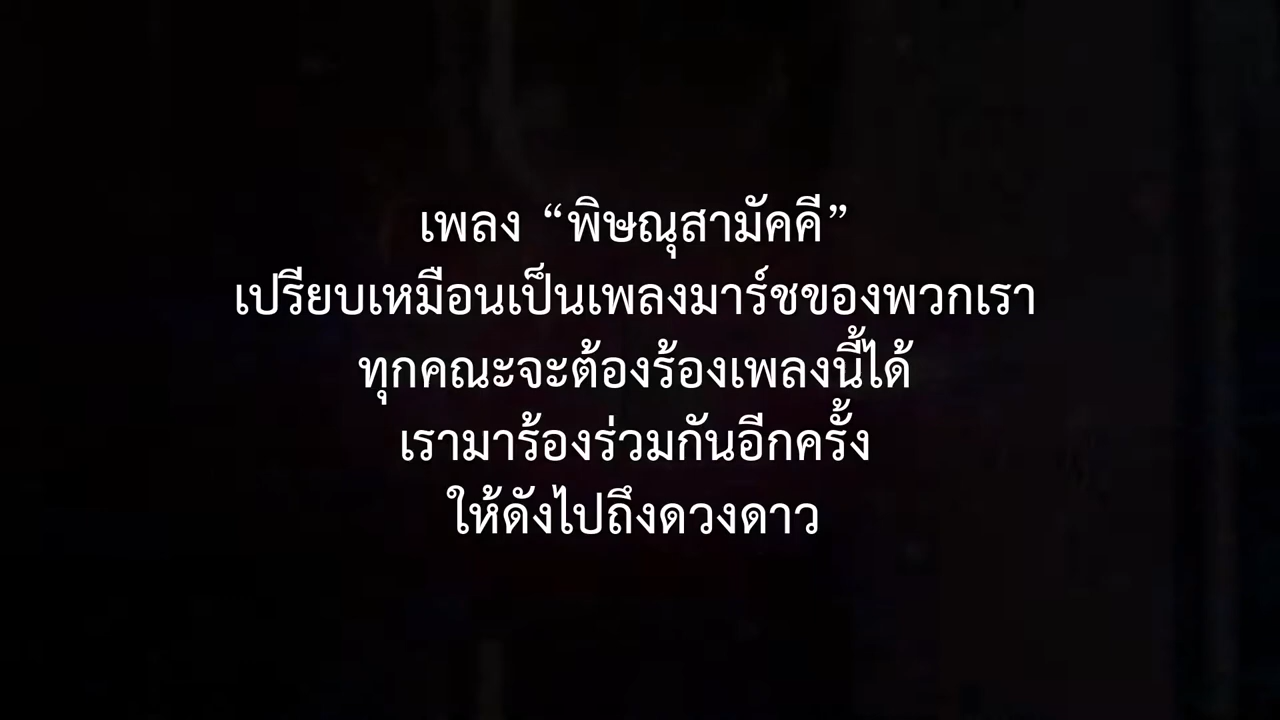 เพลง “พิษณุสามัคคี”
เปรียบเหมือนเป็นเพลงมาร์ชของพวกเรา
ทุกคณะจะต้องร้องเพลงนี้ได้
เรามาร้องร่วมกันอีกครั้ง
ให้ดังไปถึงดวงดาว